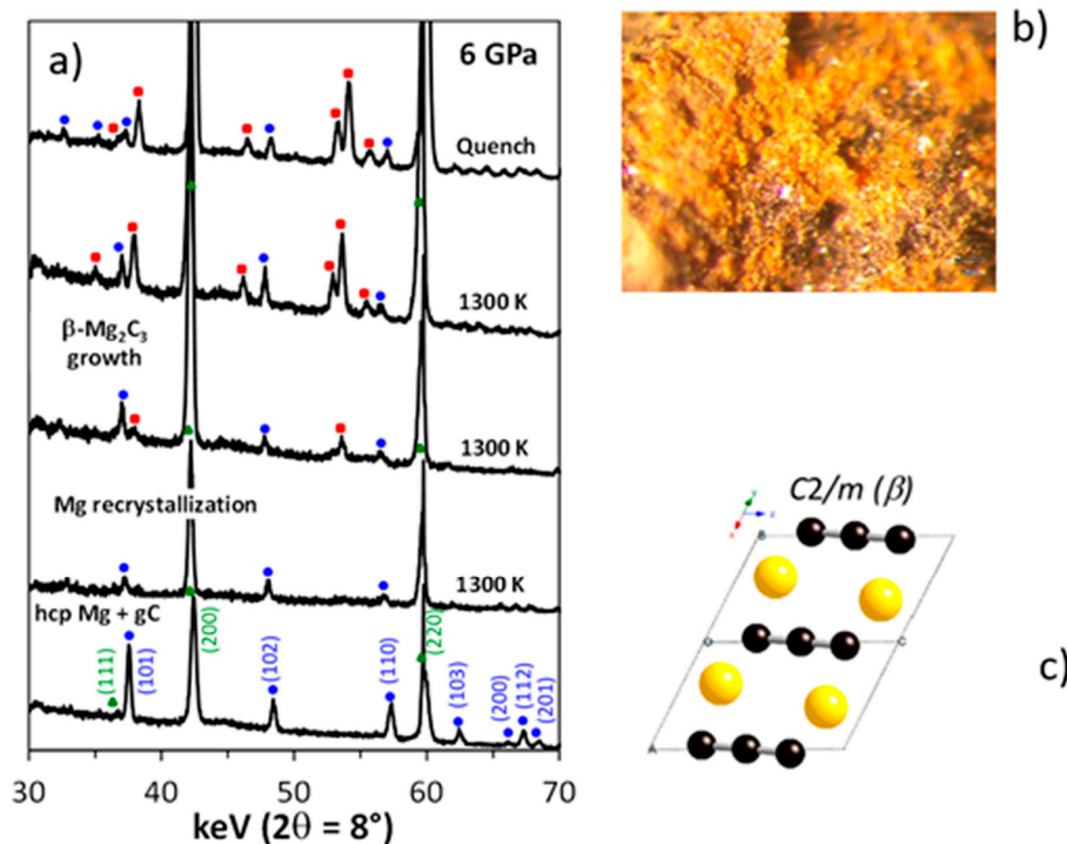 a)
6 GPa
Quench
1300 K
β-Mg₂C₃
growth
1300 K
Mg recrystallization
1300 K
hcp Mg + gC
(111)
(101)
(200)
(102)
(110)
(220)
(103)
(200)
(112)
(201)
30
40
50
60
70
keV (2θ = 8°)
b)
C2/m (β)
y
z
x
B
O
C
A
c)